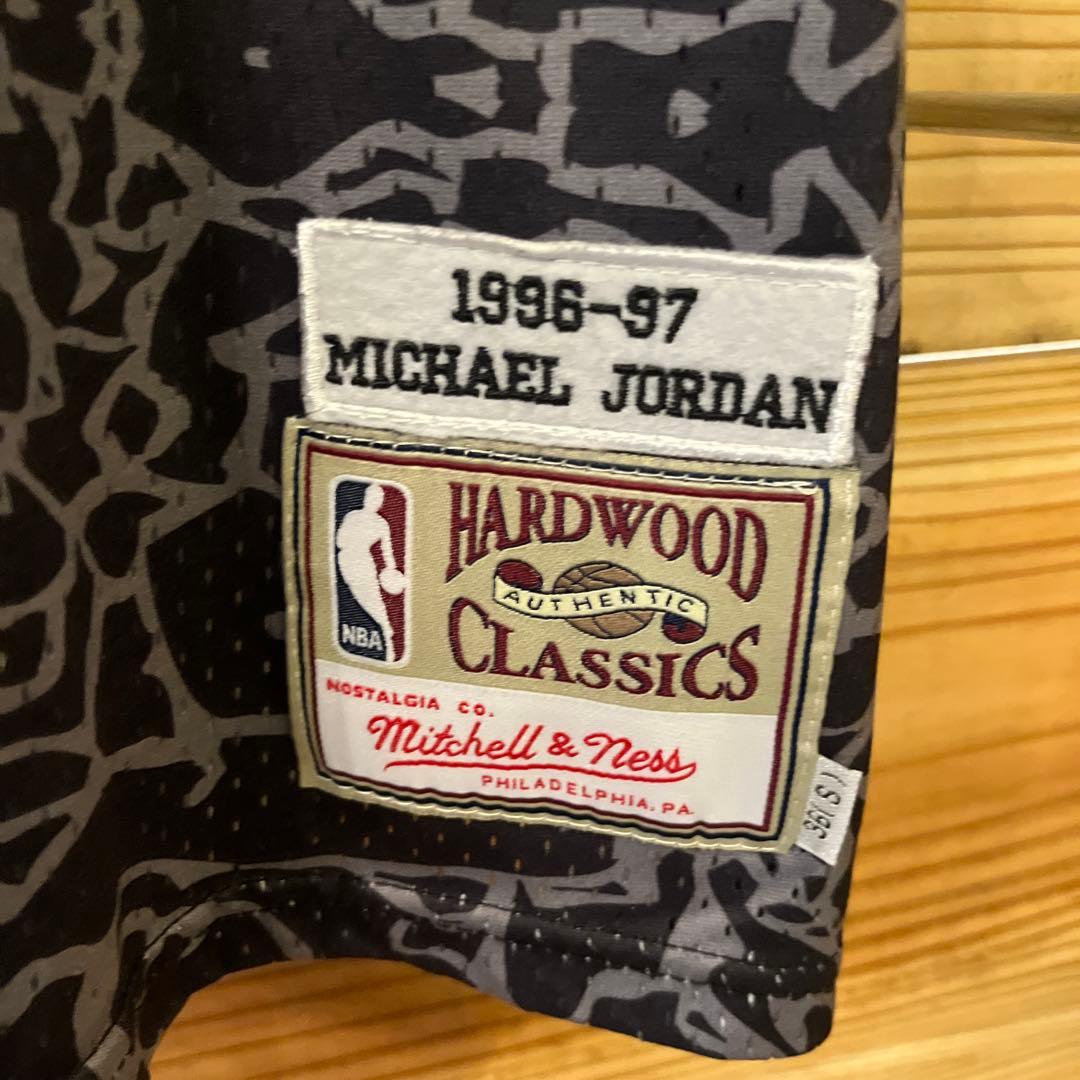 1996-97
MICHAEL JORDAN
NBA
HARDWOOD
AUTHENTIC
CLASSICS
NOSTALGIA CO.
Mitchell & Ness
PHILADELPHIA, PA
36(S)